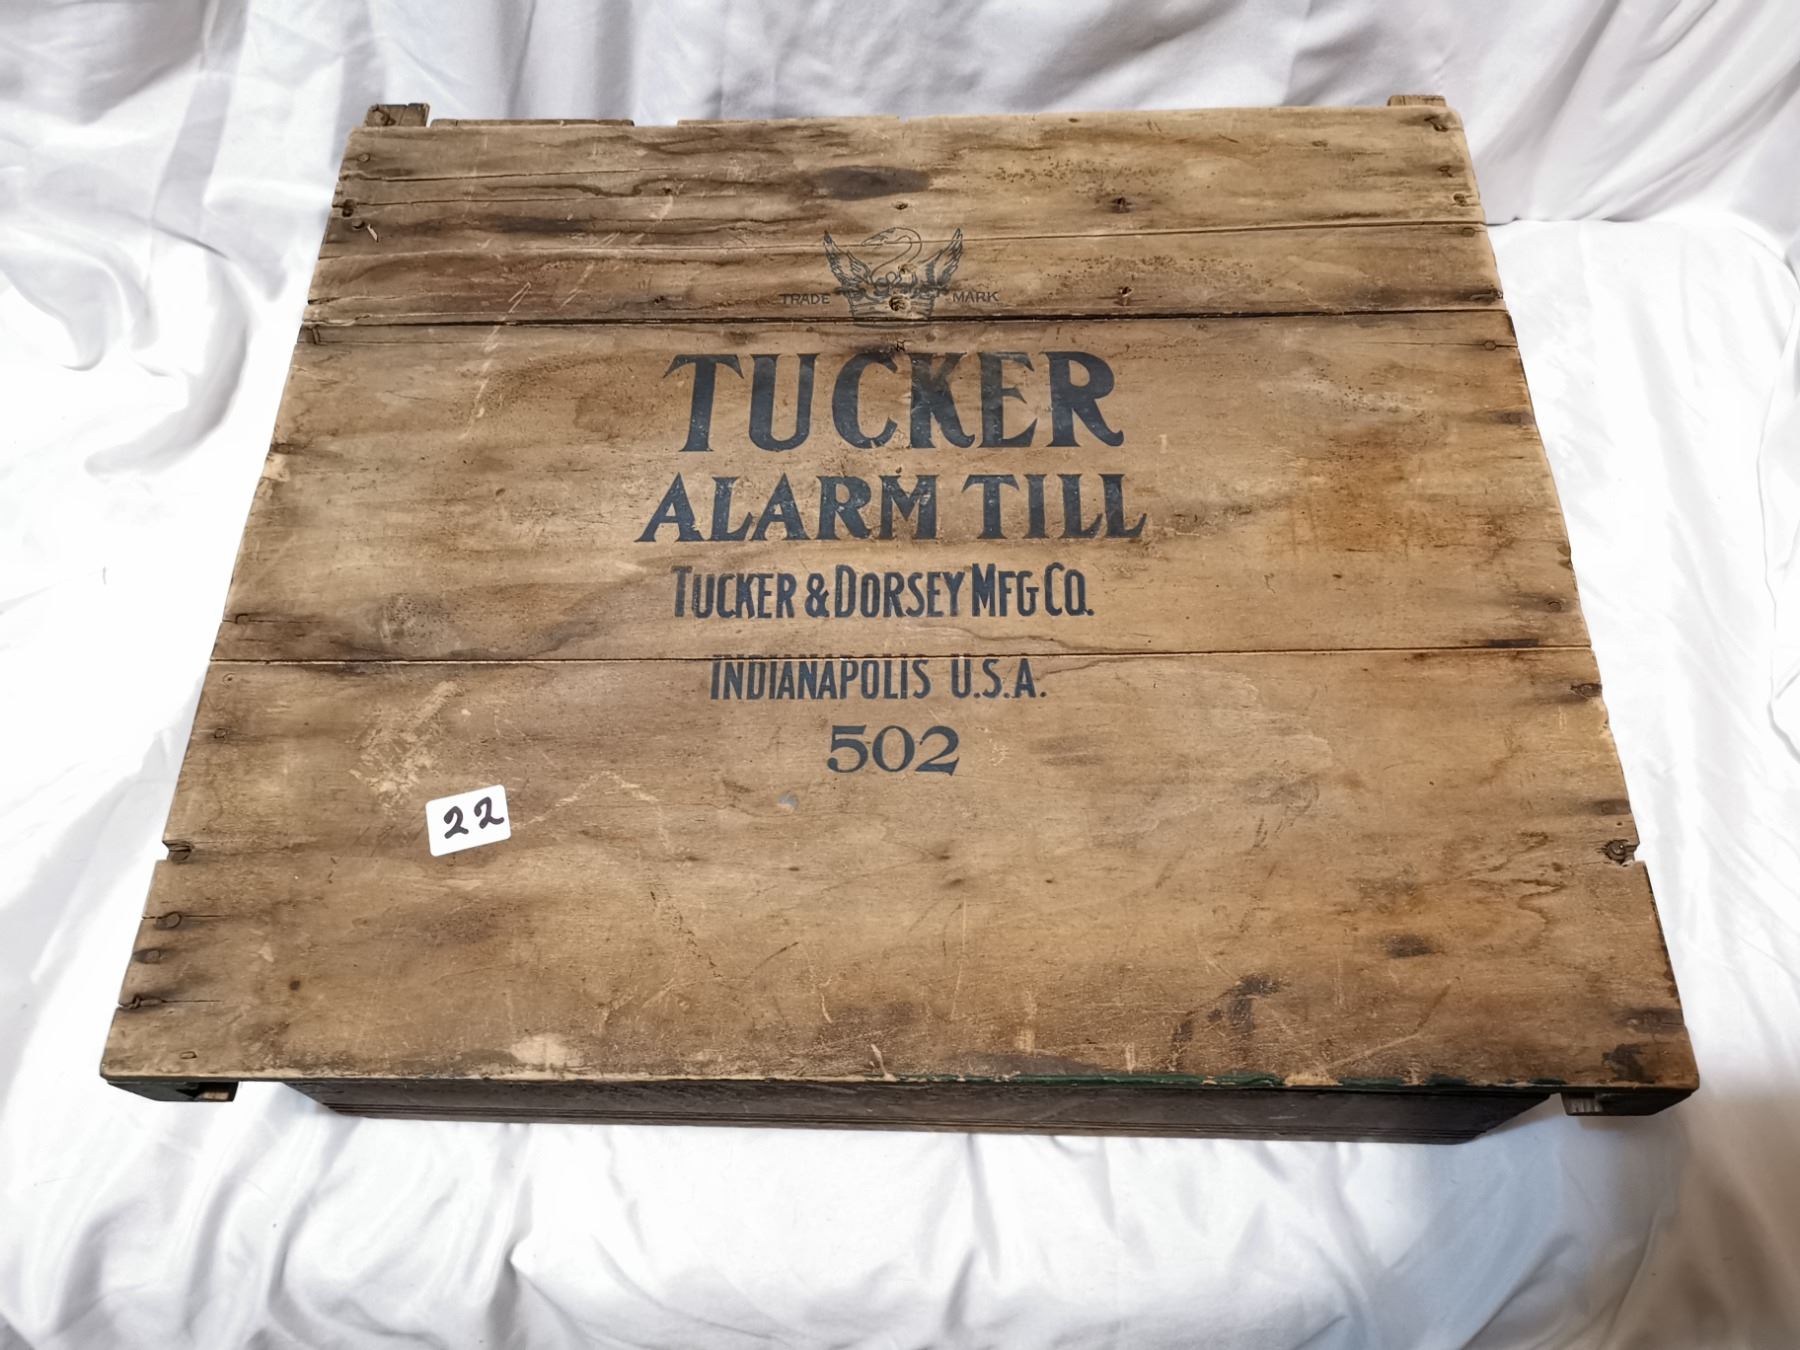 TRADE MARK
TUCKER
ALARM TILL
TUCKER & DORSEY MFG CO.
INDIANAPOLIS U.S.A.
502
22